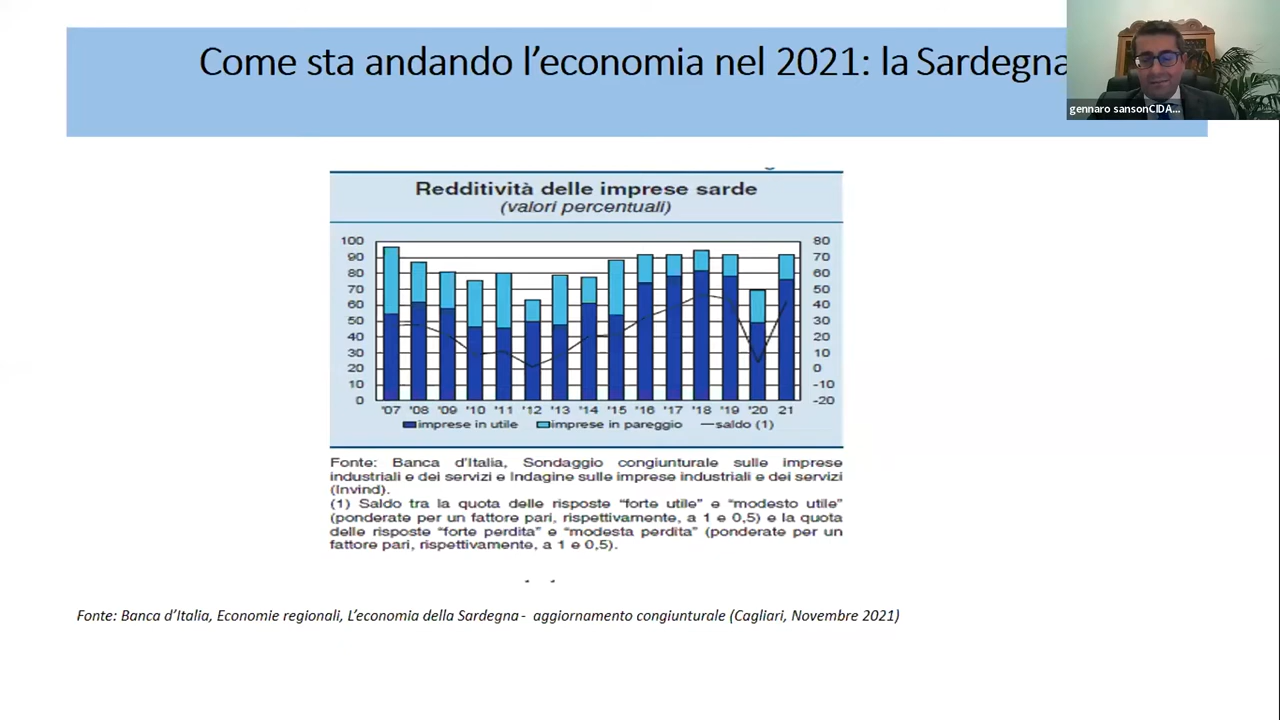 Come sta andando l'economia nel 2021: la Sardegna
gennaro sansonCIDA...
Redditività delle imprese sarde
(valori percentuali)
100 80
90 70
80 60
70 50
60 40
50 30
40 20
30 10
20 0
10 -10
0 -20
'07 '08 '09 '10 '11 '12 '13 '14 '15 '16 '17 '18 '19 '20 21
imprese in utile imprese in pareggio saldo (1)
Fonte: Banca d'Italia, Sondaggio congiunturale sulle imprese
industriali e dei servizi e Indagine sulle imprese industriali e dei servizi
(Invind).
(1) Saldo tra la quota delle risposte "forte utile" e "modesto utile"
(ponderate per un fattore pari, rispettivamente, a 1 e 0,5) e la quota
delle risposte "forte perdita" e "modesta perdita" (ponderate per un
fattore pari, rispettivamente, a 1 e 0,5).
Fonte: Banca d'Italia, Economie regionali, L'economia della Sardegna - aggiornamento congiunturale (Cagliari, Novembre 2021)